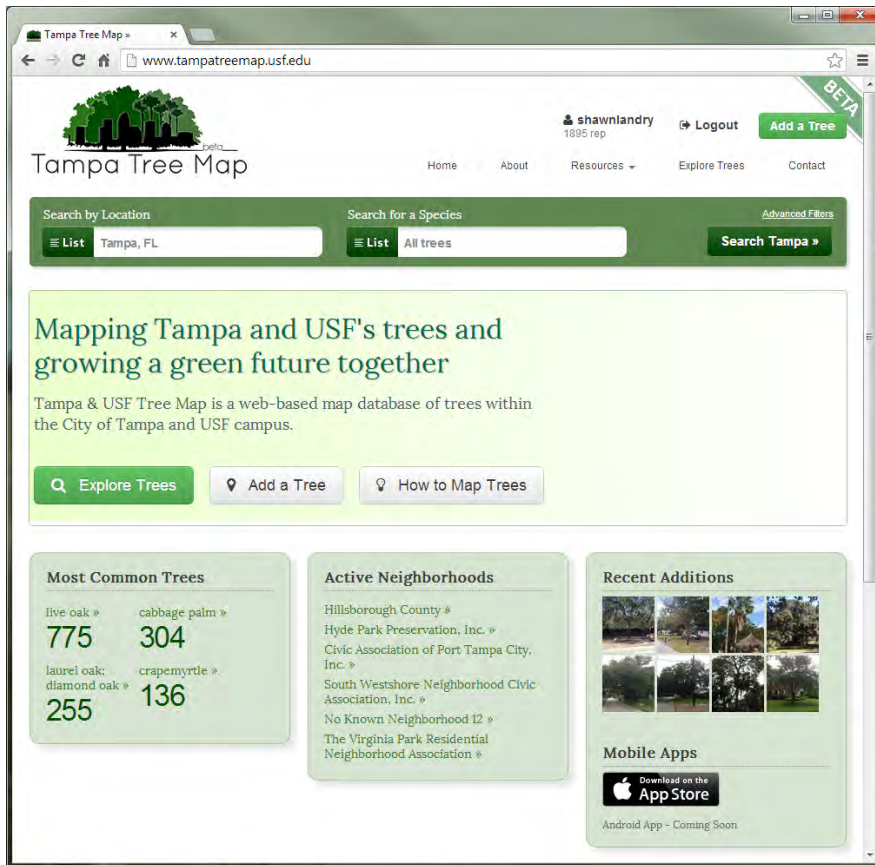 Tampa Tree Map »
www.tampatreemap.usf.edu
BETA
shawnlandry
1895 rep
Logout
Add a Tree
beta
Tampa Tree Map
Home About Resources Explore Trees Contact
Search by Location Search for a Species Advanced Filters
List Tampa, FL List All trees Search Tampa »
Mapping Tampa and USF's trees and
growing a green future together
Tampa & USF Tree Map is a web-based map database of trees within
the City of Tampa and USF campus.
Explore Trees Add a Tree How to Map Trees
Most Common Trees
live oak » cabbage palm »
775 304
laurel oak; crapemyrtle »
diamond oak »
255 136
Active Neighborhoods
Hillsborough County »
Hyde Park Preservation, Inc. »
Civic Association of Port Tampa City,
Inc. »
South Westshore Neighborhood Civic
Association, Inc. »
No Known Neighborhood 12 »
The Virginia Park Residential
Neighborhood Association »
Recent Additions
Mobile Apps
Download on the
App Store
Android App - Coming Soon